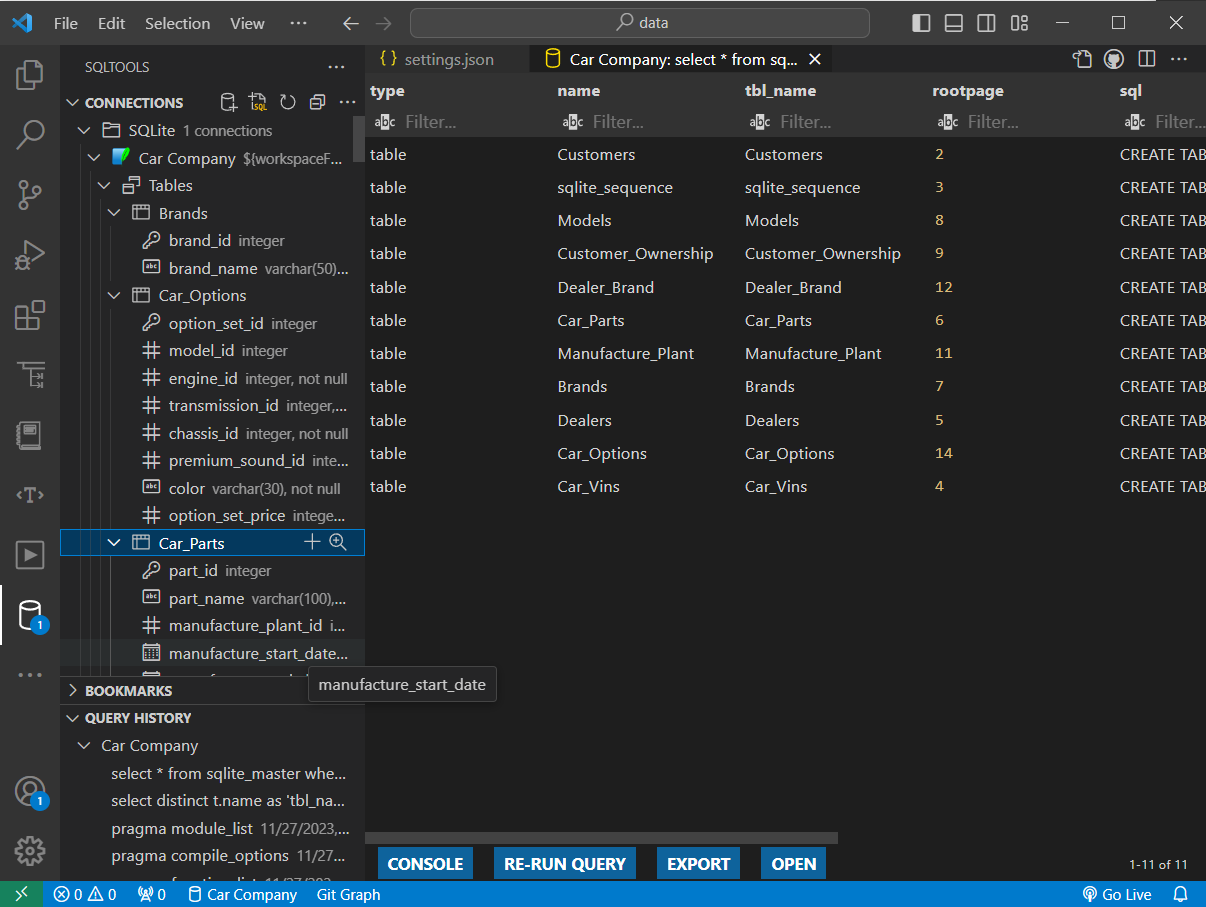 File Edit Selection View ··· data
SQLTOOLS ···
settings.json
Car Company: select * from sq...
CONNECTIONS
SQLite 1 connections
Car Company ${workspaceF...
Tables
Brands
brand_id integer
brand_name varchar(50)...
Car_Options
option_set_id integer
model_id integer
engine_id integer, not null
transmission_id integer,...
chassis_id integer, not null
premium_sound_id inte...
color varchar(30), not null
option_set_price intege...
Car_Parts
part_id integer
part_name varchar(100),...
manufacture_plant_id i...
manufacture_start_date...
manufacture_start_date
BOOKMARKS
QUERY HISTORY
Car Company
select * from sqlite_master whe...
select distinct t.name as 'tbl_na...
pragma module_list 11/27/2023,...
pragma compile_options 11/27...
type name tbl_name rootpage sql
Filter... Filter... Filter... Filter... Filter...
table Customers Customers 2 CREATE TAB
table sqlite_sequence sqlite_sequence 3 CREATE TAB
table Models Models 8 CREATE TAB
table Customer_Ownership Customer_Ownership 9 CREATE TAB
table Dealer_Brand Dealer_Brand 12 CREATE TAB
table Car_Parts Car_Parts 6 CREATE TAB
table Manufacture_Plant Manufacture_Plant 11 CREATE TAB
table Brands Brands 7 CREATE TAB
table Dealers Dealers 5 CREATE TAB
table Car_Options Car_Options 14 CREATE TAB
table Car_Vins Car_Vins 4 CREATE TAB
CONSOLE RE-RUN QUERY EXPORT OPEN 1-11 of 11
1
1
0 0 0 Car Company Git Graph Go Live